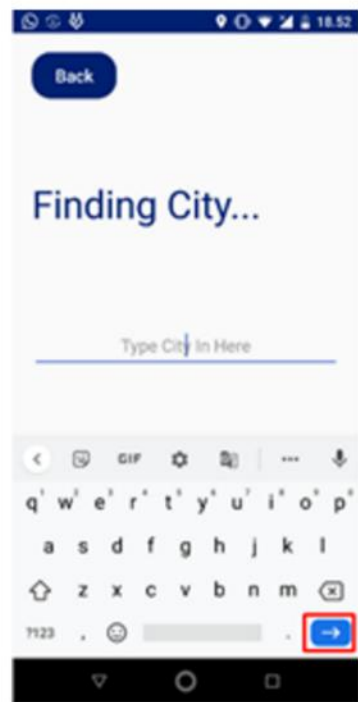 18.52
Back
Finding City...
Type City In Here
GIF
q w e r t y u i o p
a s d f g h j k l
z x c v b n m
?123 , .